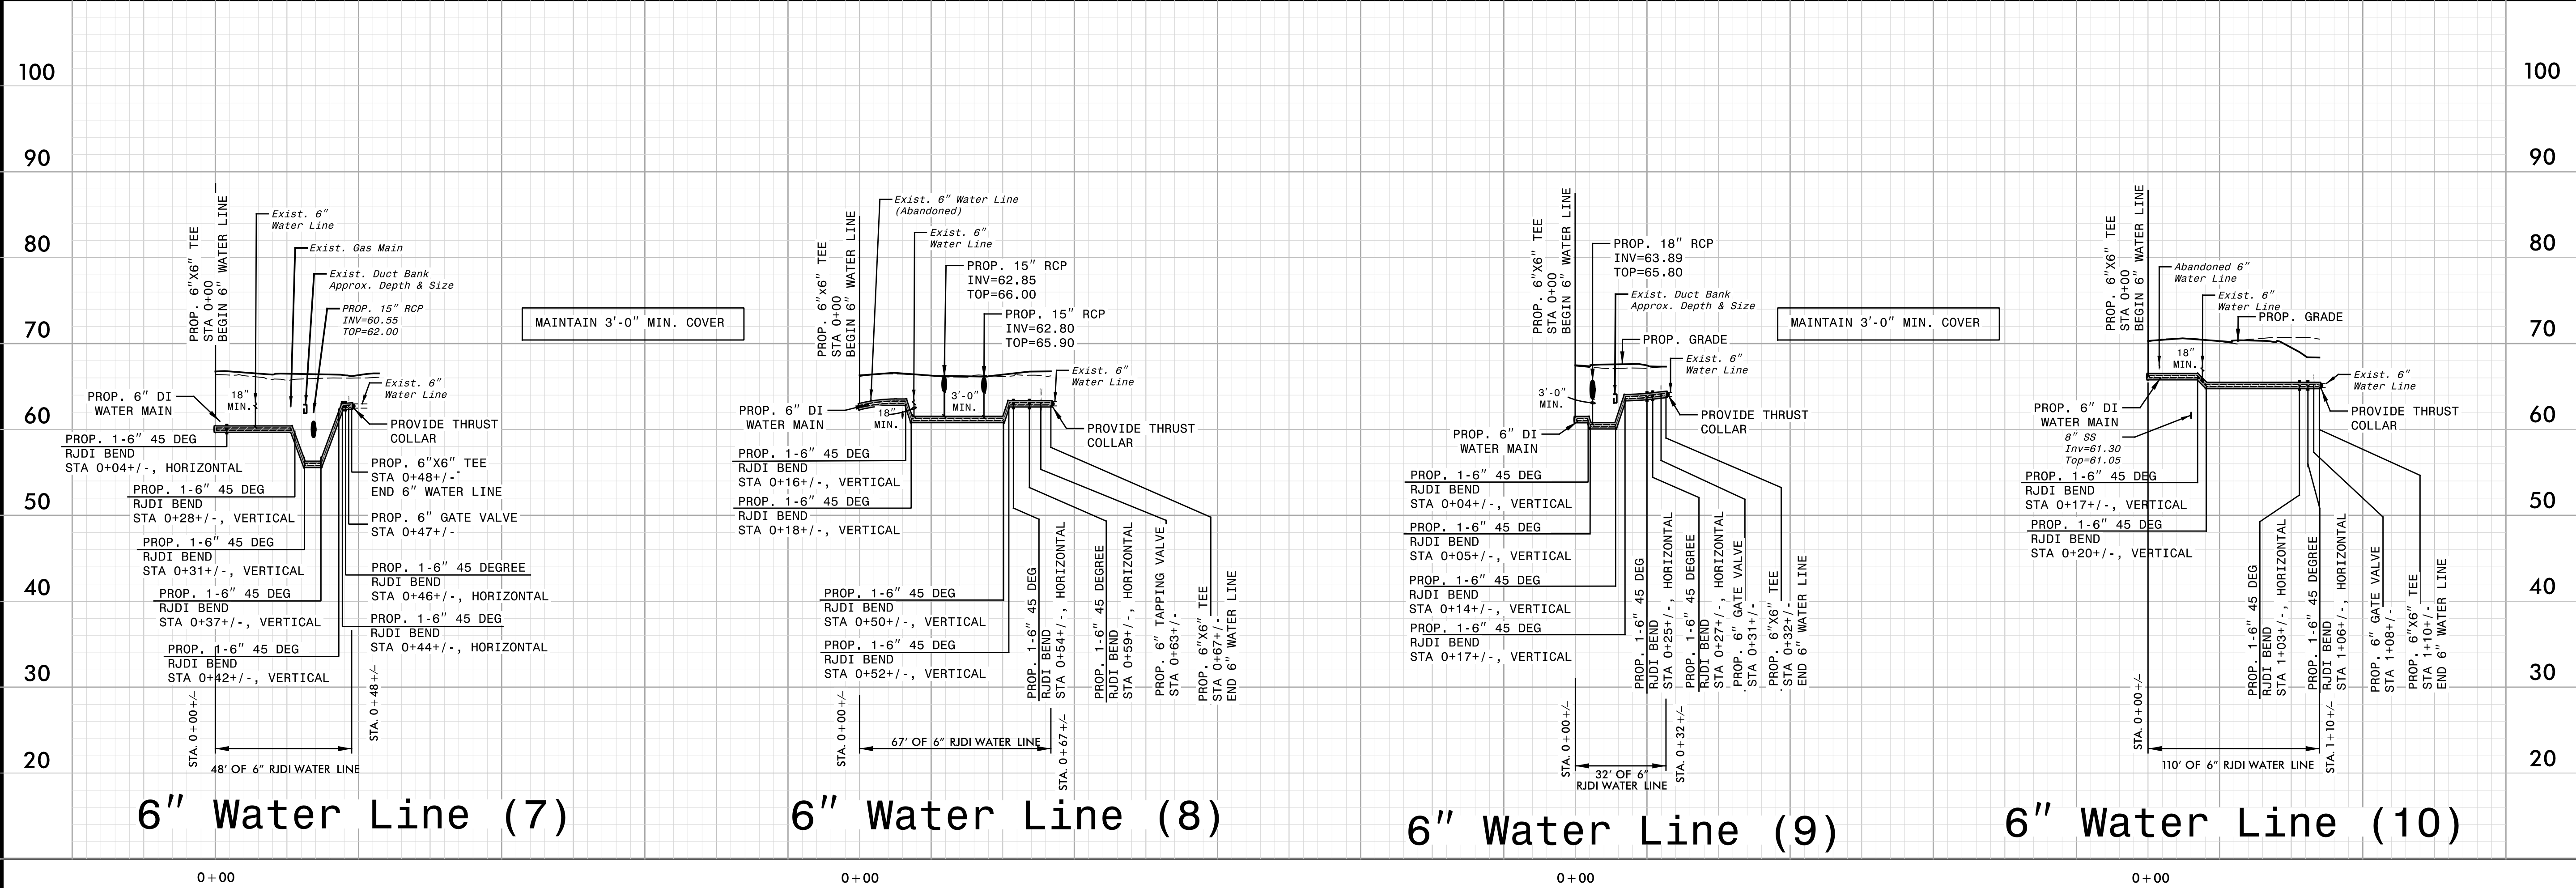 100
90
80
70
60
50
40
30
20
PROP. 6"X6" TEE
STA 0+00
BEGIN 6" WATER LINE
Exist. 6"
Water Line
Exist. Gas Main
Exist. Duct Bank
Approx. Depth & Size
PROP. 15" RCP
INV=60.55
TOP=62.00
MAINTAIN 3'-0" MIN. COVER
PROP. 6" DI
WATER MAIN
18"
MIN.
Exist. 6"
Water Line
PROVIDE THRUST
COLLAR
PROP. 1-6" 45 DEG
RJDI BEND
STA 0+04+/-, HORIZONTAL
PROP. 1-6" 45 DEG
RJDI BEND
STA 0+28+/-, VERTICAL
PROP. 1-6" 45 DEG
RJDI BEND
STA 0+31+/-, VERTICAL
PROP. 1-6" 45 DEG
RJDI BEND
STA 0+37+/-, VERTICAL
PROP. 1-6" 45 DEG
RJDI BEND
STA 0+42+/-, VERTICAL
PROP. 6"X6" TEE
STA 0+48+/-
END 6" WATER LINE
PROP. 6" GATE VALVE
STA 0+47+/-
PROP. 1-6" 45 DEGREE
RJDI BEND
STA 0+46+/-, HORIZONTAL
PROP. 1-6" 45 DEG
RJDI BEND
STA 0+44+/-, HORIZONTAL
STA. 0+00+/-
STA. 0+48+/-
48' OF 6" RJDI WATER LINE
6" Water Line (7)
0+00
PROP. 6"x6" TEE
STA 0+00
BEGIN 6" WATER LINE
Exist. 6" Water Line
(Abandoned)
Exist. 6"
Water Line
PROP. 15" RCP
INV=62.85
TOP=66.00
PROP. 15" RCP
INV=62.80
TOP=65.90
PROP. 6" DI
WATER MAIN
18"
MIN.
3'-0"
MIN.
Exist. 6"
Water Line
PROVIDE THRUST
COLLAR
PROP. 1-6" 45 DEG
RJDI BEND
STA 0+16+/-, VERTICAL
PROP. 1-6" 45 DEG
RJDI BEND
STA 0+18+/-, VERTICAL
PROP. 1-6" 45 DEG
RJDI BEND
STA 0+50+/-, VERTICAL
PROP. 1-6" 45 DEG
RJDI BEND
STA 0+52+/-, VERTICAL
PROP. 1-6" 45 DEG
RJDI BEND
STA 0+54+/-, HORIZONTAL
PROP. 1-6" 45 DEGREE
RJDI BEND
STA 0+59+/-, HORIZONTAL
PROP. 6" TAPPING VALVE
STA 0+63+/-
PROP. 6"X6" TEE
STA 0+67+/-
END 6" WATER LINE
STA. 0+00+/-
67' OF 6" RJDI WATER LINE
STA. 0+67+/-
6" Water Line (8)
0+00
PROP. 6"X6" TEE
STA 0+00
BEGIN 6" WATER LINE
PROP. 18" RCP
INV=63.89
TOP=65.80
Exist. Duct Bank
Approx. Depth & Size
PROP. GRADE
Exist. 6"
Water Line
MAINTAIN 3'-0" MIN. COVER
3'-0"
MIN.
PROP. 6" DI
WATER MAIN
PROVIDE THRUST
COLLAR
PROP. 1-6" 45 DEG
RJDI BEND
STA 0+04+/-, VERTICAL
PROP. 1-6" 45 DEG
RJDI BEND
STA 0+05+/-, VERTICAL
PROP. 1-6" 45 DEG
RJDI BEND
STA 0+14+/-, VERTICAL
PROP. 1-6" 45 DEG
RJDI BEND
STA 0+17+/-, VERTICAL
PROP. 1-6" 45 DEG
RJDI BEND
STA 0+25+/-, HORIZONTAL
PROP. 1-6" 45 DEGREE
RJDI BEND
STA 0+27+/-, HORIZONTAL
PROP. 6" GATE VALVE
STA 0+31+/-
PROP. 6"X6" TEE
STA 0+32+/-
END 6" WATER LINE
STA. 0+00+/-
STA. 0+32+/-
32' OF 6"
RJDI WATER LINE
6" Water Line (9)
0+00
PROP. 6"X6" TEE
STA 0+00
BEGIN 6" WATER LINE
Abandoned 6"
Water Line
Exist. 6"
Water Line
PROP. GRADE
18"
MIN.
PROP. 6" DI
WATER MAIN
8" SS
Inv=61.30
Top=61.05
Exist. 6"
Water Line
PROVIDE THRUST
COLLAR
PROP. 1-6" 45 DEG
RJDI BEND
STA 0+17+/-, VERTICAL
PROP. 1-6" 45 DEG
RJDI BEND
STA 0+20+/-, VERTICAL
PROP. 1-6" 45 DEG
RJDI BEND
STA 1+03+/-, HORIZONTAL
PROP. 1-6" 45 DEGREE
RJDI BEND
STA 1+06+/-, HORIZONTAL
PROP. 6" GATE VALVE
STA 1+08+/-
PROP. 6"X6" TEE
STA 1+10+/-
END 6" WATER LINE
STA. 0+00+/-
STA. 1+10+/-
110' OF 6" RJDI WATER LINE
6" Water Line (10)
0+00
100
90
80
70
60
50
40
30
20